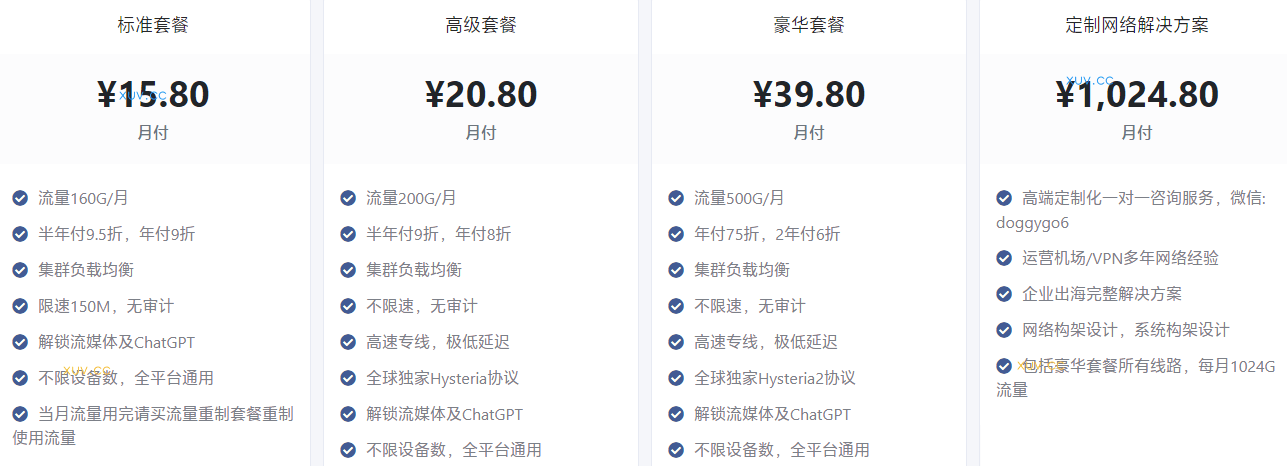 标准套餐
¥15.80
XUV.CC
月付
流量160G/月
半年付9.5折，年付9折
集群负载均衡
限速150M，无审计
解锁流媒体及ChatGPT
XUV.CC
不限设备数，全平台通用
当月流量用完请买流量重制套餐重制
使用流量
高级套餐
¥20.80
月付
流量200G/月
半年付9折，年付8折
集群负载均衡
不限速，无审计
高速专线，极低延迟
全球独家Hysteria协议
解锁流媒体及ChatGPT
不限设备数，全平台通用
豪华套餐
¥39.80
月付
流量500G/月
年付75折，2年付6折
集群负载均衡
不限速，无审计
高速专线，极低延迟
全球独家Hysteria2协议
解锁流媒体及ChatGPT
不限设备数，全平台通用
定制网络解决方案
XUV.CC
¥1,024.80
月付
高端定制化一对一咨询服务，微信:
doggygo6
运营机场/VPN多年网络经验
企业出海完整解决方案
网络构架设计，系统构架设计
XUV.CC
包括豪华套餐所有线路，每月1024G
流量